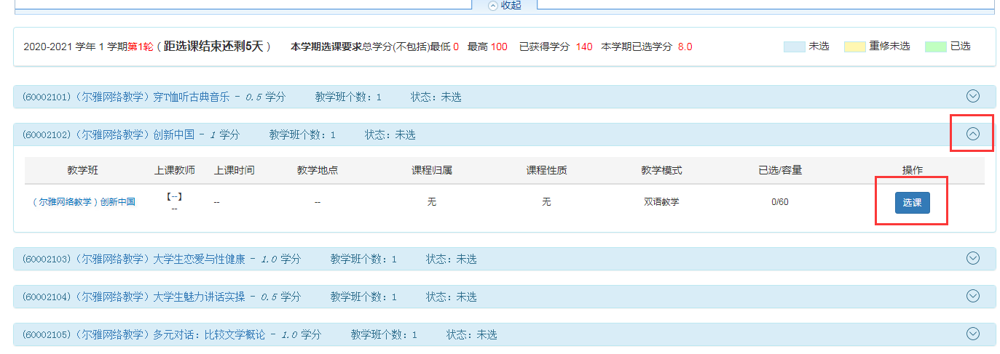 收起
2020-2021 学年 1 学期第1轮（距选课结束还剩5天） 本学期选课要求总学分(不包括)最低 0 最高 100 已获得学分 140 本学期已选学分 8.0 未选 重修未选 已选
(60002101)（尔雅网络教学）穿T恤听古典音乐 - 0.5 学分 教学班个数：1 状态：未选
(60002102)（尔雅网络教学）创新中国 - 1 学分 教学班个数：1 状态：未选
教学班 上课教师 上课时间 教学地点 课程归属 课程性质 教学模式 已选/容量 操作
（尔雅网络教学）创新中国 【--】 -- -- 无 无 双语教学 0/60 选课
--
(60002103)（尔雅网络教学）大学生恋爱与性健康 - 1.0 学分 教学班个数：1 状态：未选
(60002104)（尔雅网络教学）大学生魅力讲话实操 - 0.5 学分 教学班个数：1 状态：未选
(60002105)（尔雅网络教学）多元对话：比较文学概论 - 1.0 学分 教学班个数：1 状态：未选